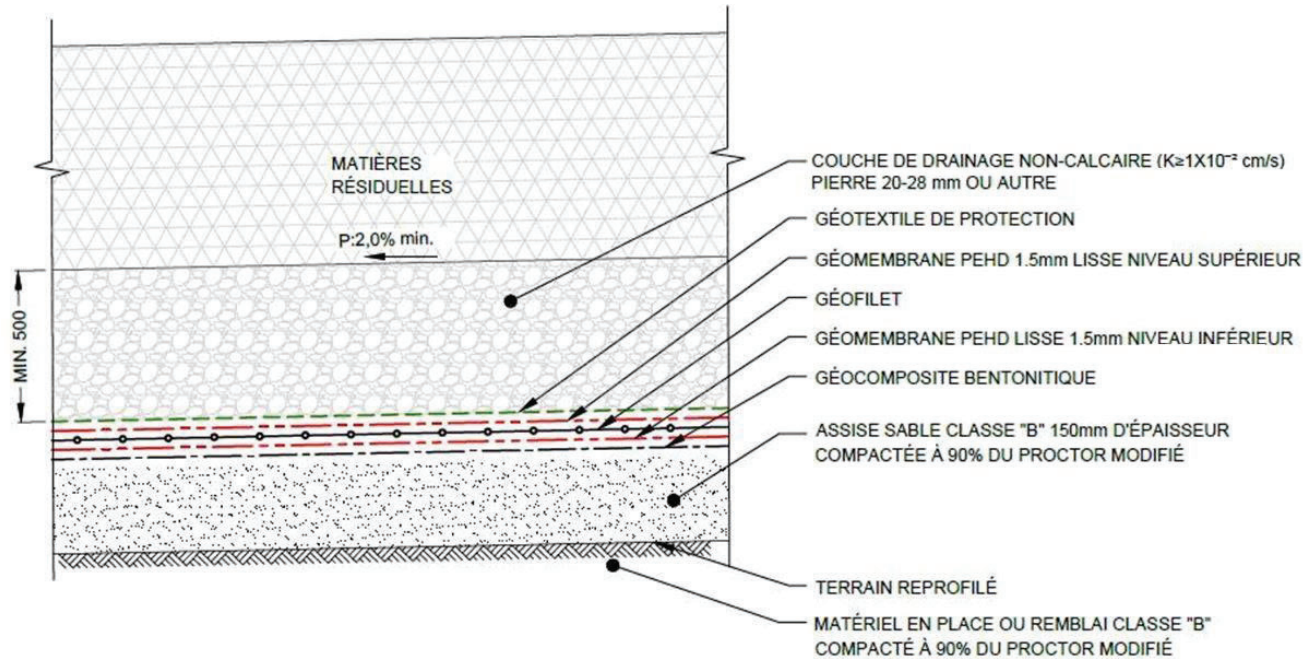 MATIÈRES
RÉSIDUELLES
P:2,0% min.
MIN. 500
COUCHE DE DRAINAGE NON-CALCAIRE (K≥1X10⁻² cm/s)
PIERRE 20-28 mm OU AUTRE
GÉOTEXTILE DE PROTECTION
GÉOMEMBRANE PEHD 1.5mm LISSE NIVEAU SUPÉRIEUR
GÉOFILET
GÉOMEMBRANE PEHD LISSE 1.5mm NIVEAU INFÉRIEUR
GÉOCOMPOSITE BENTONITIQUE
ASSISE SABLE CLASSE "B" 150mm D'ÉPAISSEUR
COMPACTÉE À 90% DU PROCTOR MODIFIÉ
TERRAIN REPROFILÉ
MATÉRIEL EN PLACE OU REMBLAI CLASSE "B"
COMPACTÉ À 90% DU PROCTOR MODIFIÉ